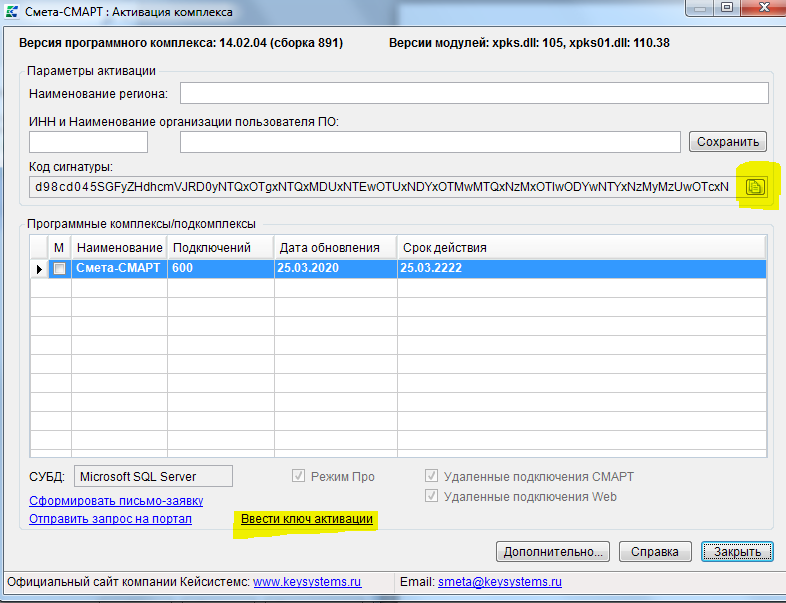 Смета-СМАРТ : Активация комплекса
Версия программного комплекса: 14.02.04 (сборка 891) Версии модулей: xpks.dll: 105, xpks01.dll: 110.38
Параметры активации
Наименование региона:
ИНН и Наименование организации пользователя ПО:
Сохранить
Код сигнатуры:
d98cd045SGFyZHdhcmVJRD0yNTQxOTgxNTQxMDUxNTEwOTUxNDYxOTMwMTQxNzMxOTIwODYwNTYxNzMyMzUwOTcxN
Программные комплексы/подкомплексы
М Наименование Подключений Дата обновления Срок действия
Смета-СМАРТ 600 25.03.2020 25.03.2222
СУБД: Microsoft SQL Server Режим Про Удаленные подключения СМАРТ
Удаленные подключения Web
Сформировать письмо-заявку
Отправить запрос на портал Ввести ключ активации
Дополнительно... Справка Закрыть
Официальный сайт компании Кейсистемс: www.keysystems.ru Email: smeta@keysystems.ru